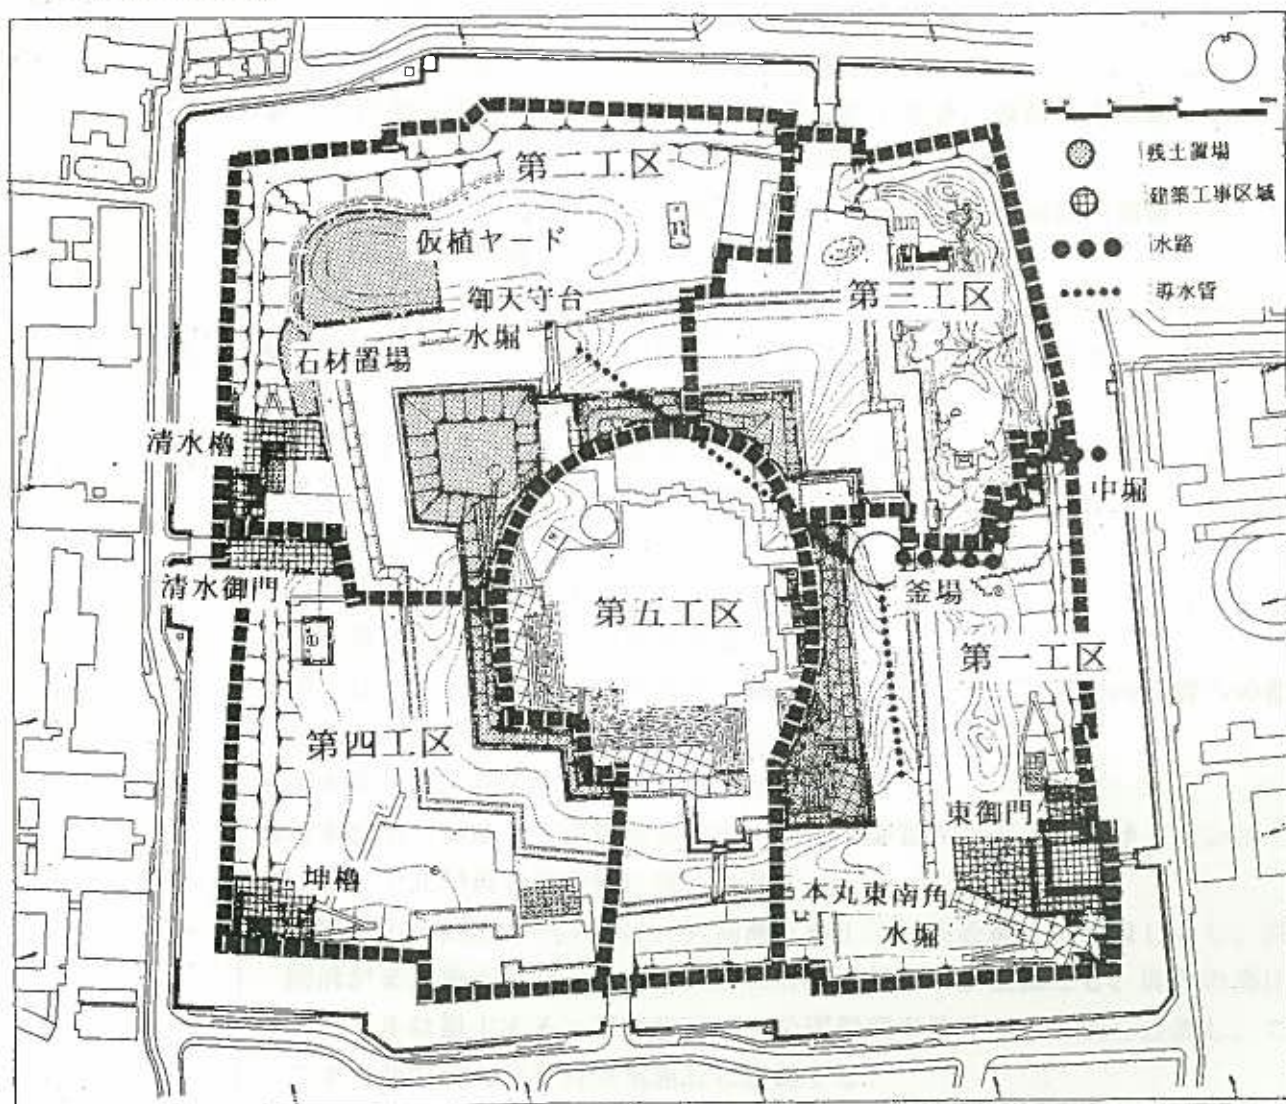 第二工区
仮植ヤード
御天守台
水堀
石材置場
第三工区
残土置場
建築工事区域
水路
導水管
清水櫓
中堀
清水御門
第五工区
釜場
第一工区
第四工区
東御門
坤櫓
本丸東南角
水堀